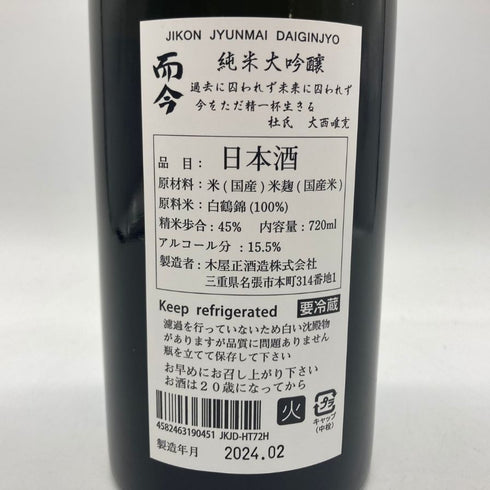 JIKON JYUNMAI DAIGINJYO
而今
純米大吟醸
過去に囚われず未来に囚われず
今をただ精一杯生きる
杜氏 大西唯克
品目：日本酒
原材料：米(国産)米麹(国産米)
原料米：白鶴錦(100%)
精米歩合：45% 内容量：720ml
アルコール分：15.5%
製造者：木屋正酒造株式会社
三重県名張市本町314番地1
Keep refrigerated 要冷蔵
濾過を行っていないため白い沈殿物
がありますが品質に問題ありません
瓶を立てて保存して下さい
お早めにお召し上がり下さい
お酒は20歳になってから
火
プラ
キャップ
(中栓)
4582463190451 JKJD-HT72H
製造年月 2024.02